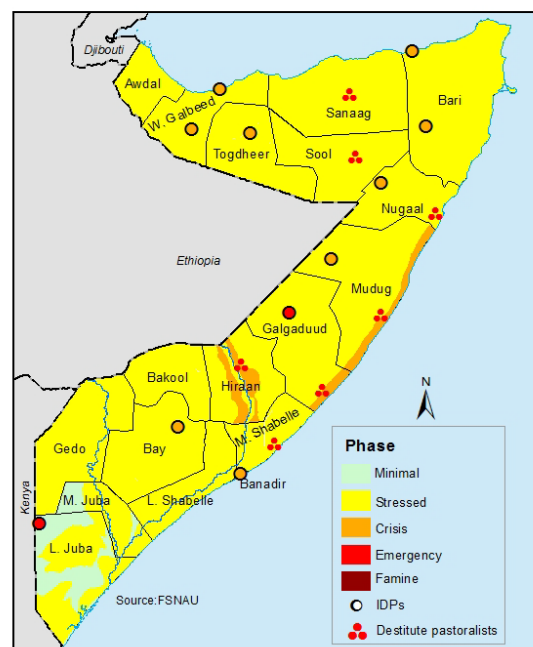 Djibouti
Awdal
W. Galbeed
Sanaag
Bari
Togdheer
Sool
Nugaal
Ethiopia
Mudug
Galgaduud
Bakool
Hiraan
M. Shabelle
N
Gedo
Bay
Banadir
Kenya
M. Juba
L. Shabelle
L. Juba
Source:FSNAU
Phase
Minimal
Stressed
Crisis
Emergency
Famine
IDPs
Destitute pastoralists